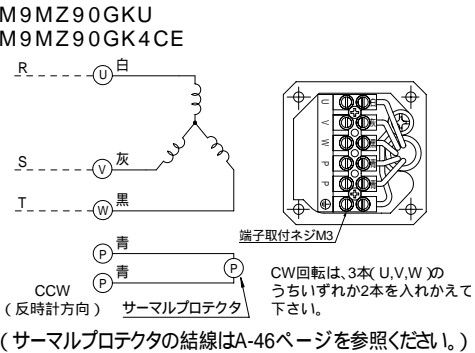 M9MZ90GKU
M9MZ90GK4CE
R
U
白
S
V
灰
T
W
黒
P
青
P
青
P
CCW
(反時計方向)
サーマルプロテクタ
U
V
W
P
P
端子取付ネジM3
CW回転は、3本(U,V,W)の
うちいずれか2本を入れかえて
下さい。
(サーマルプロテクタの結線はA-46ページを参照ください。)